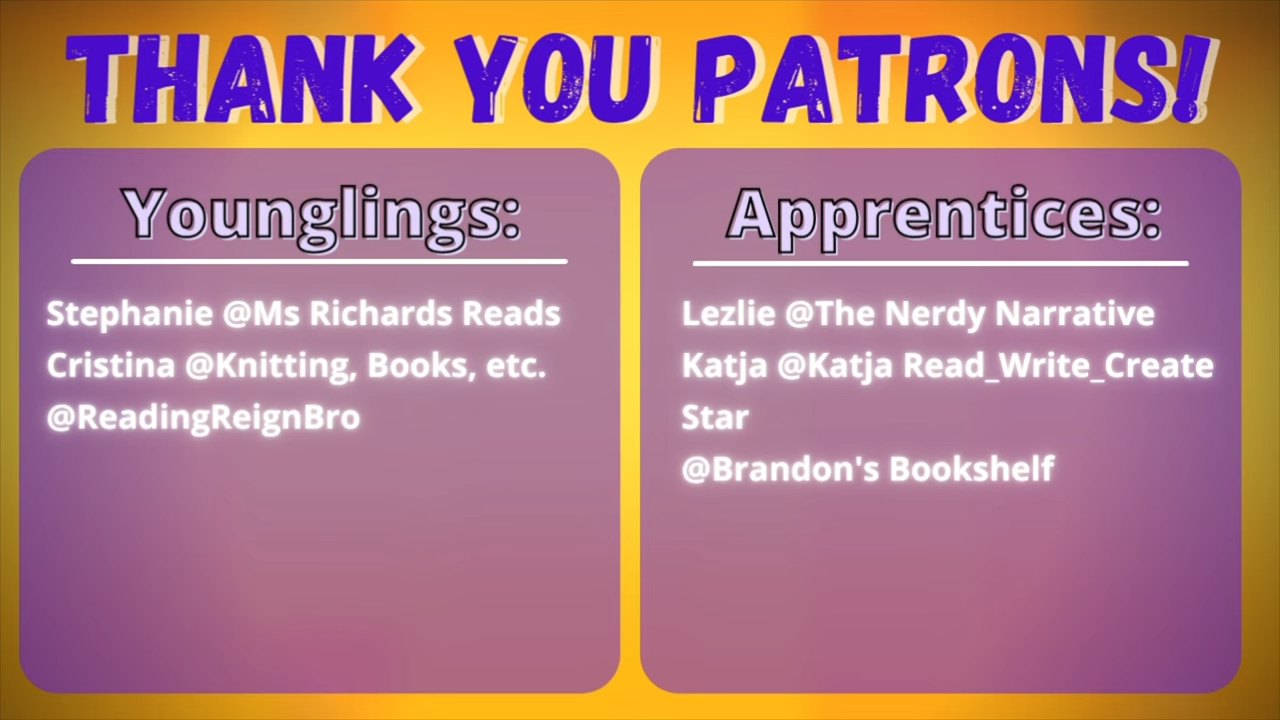 THANK YOU PATRONS!
Younglings:
Stephanie @Ms Richards Reads
Cristina @Knitting, Books, etc.
@ReadingReignBro
Apprentices:
Lezlie @The Nerdy Narrative
Katja @Katja Read_Write_Create
Star
@Brandon's Bookshelf